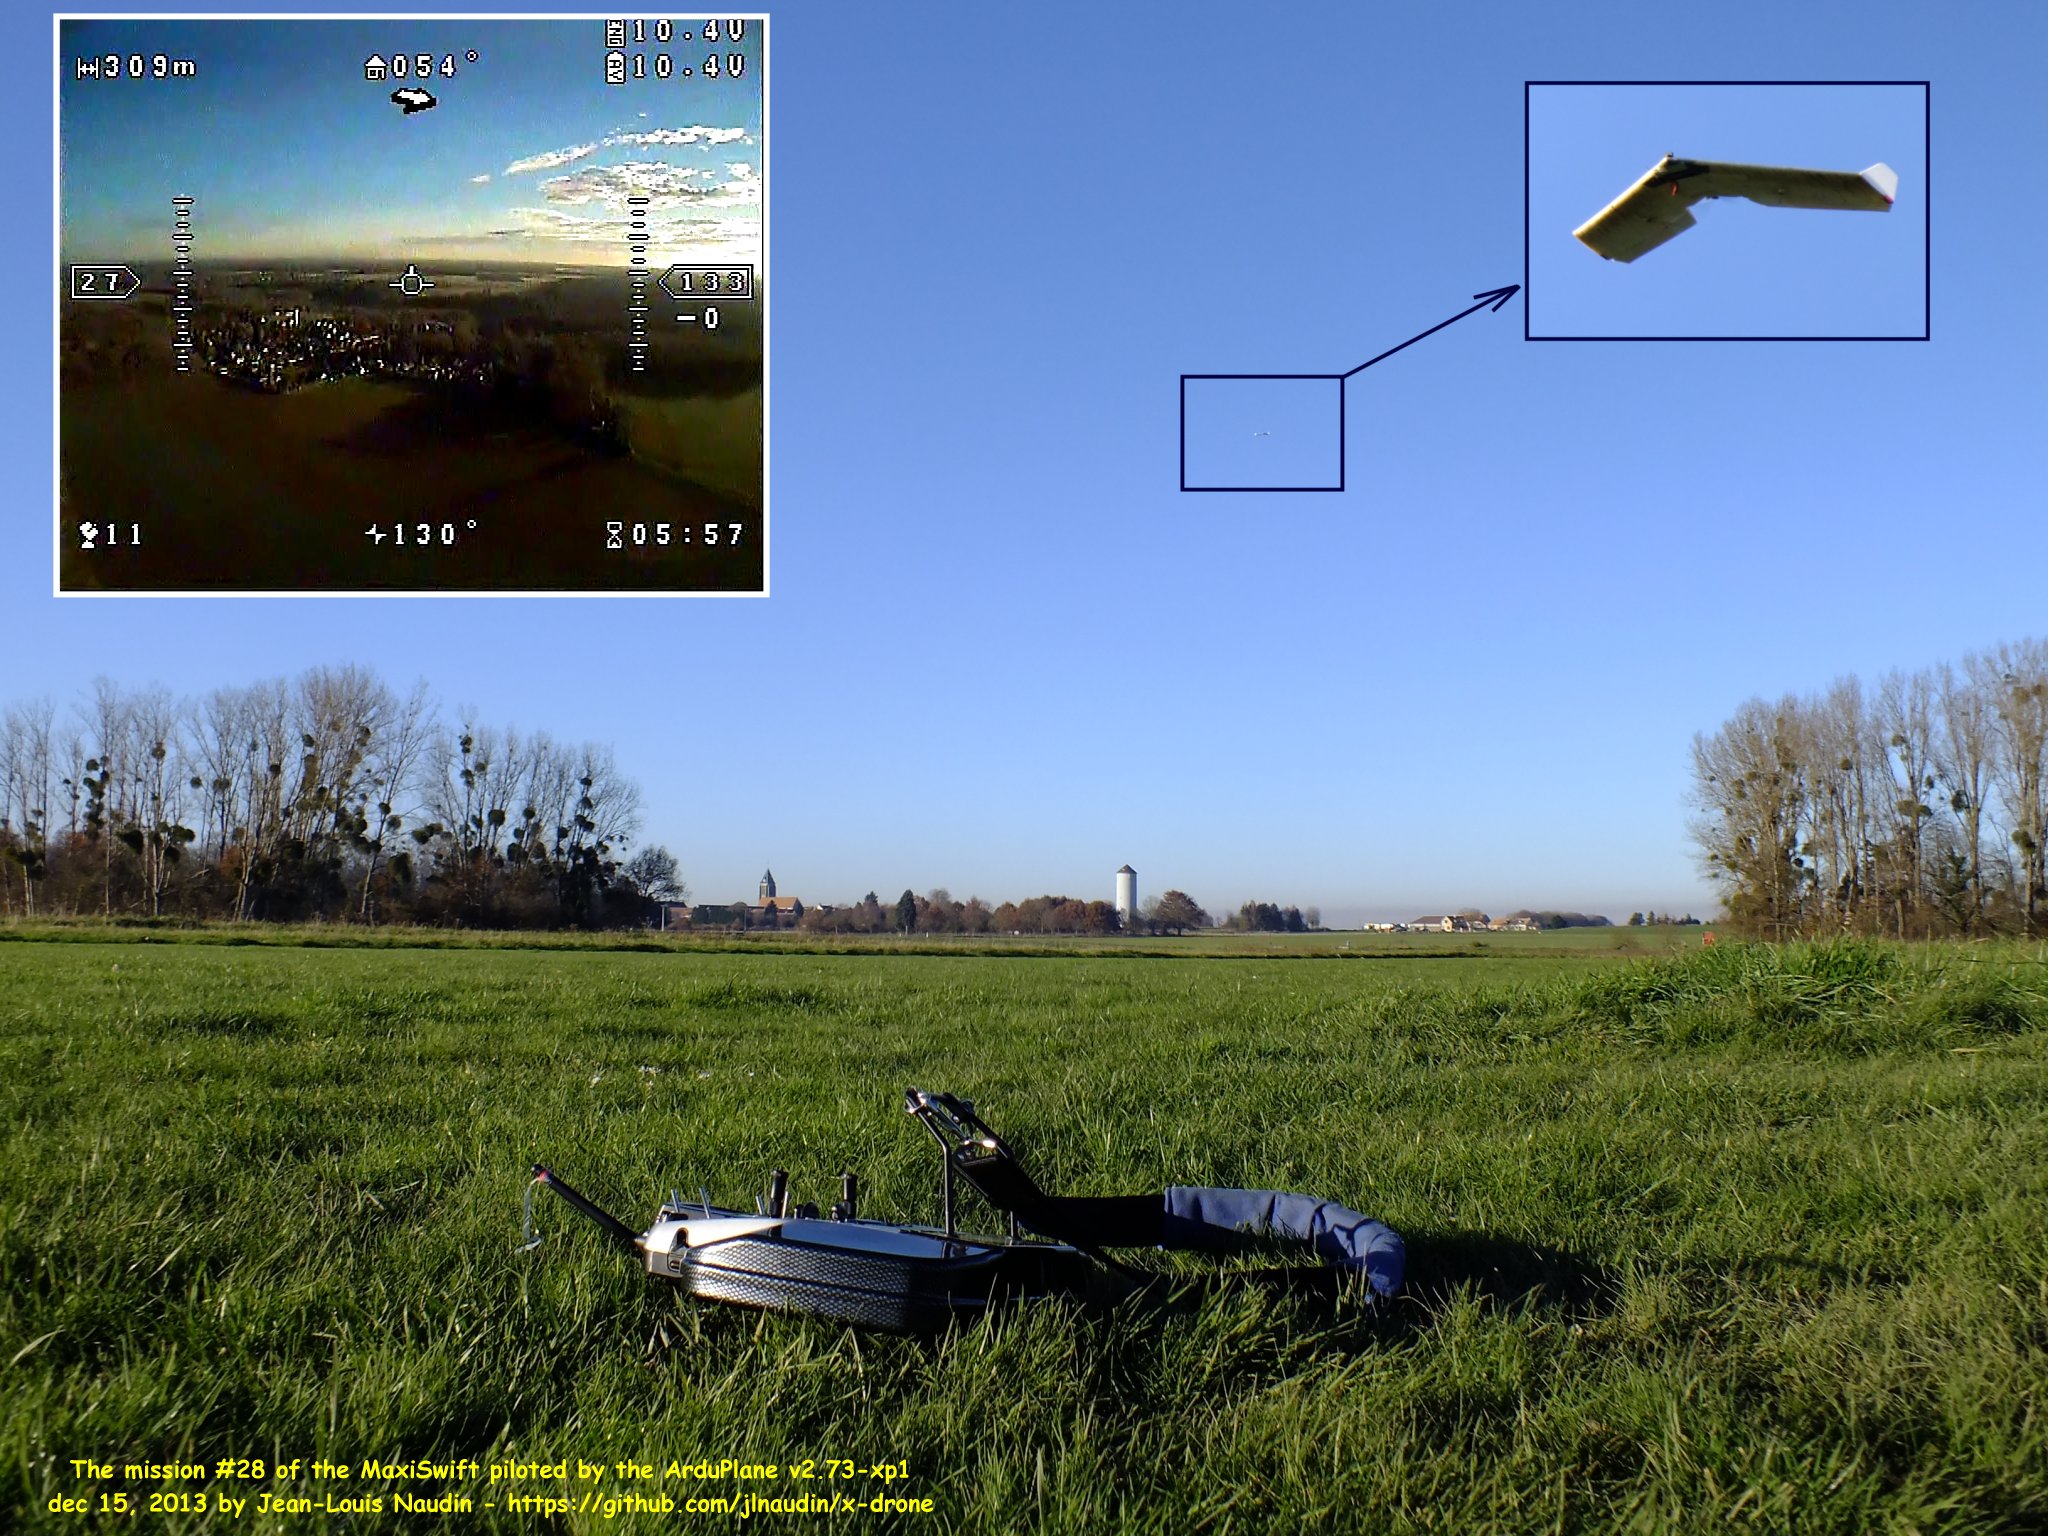 ENG 10.4V
309m 054° AV 10.4V
27 133
-0
11 130° 05:57
The mission #28 of the MaxiSwift piloted by the ArduPlane v2.73-xp1
dec 15, 2013 by Jean-Louis Naudin - https://github.com/jlnaudin/x-drone